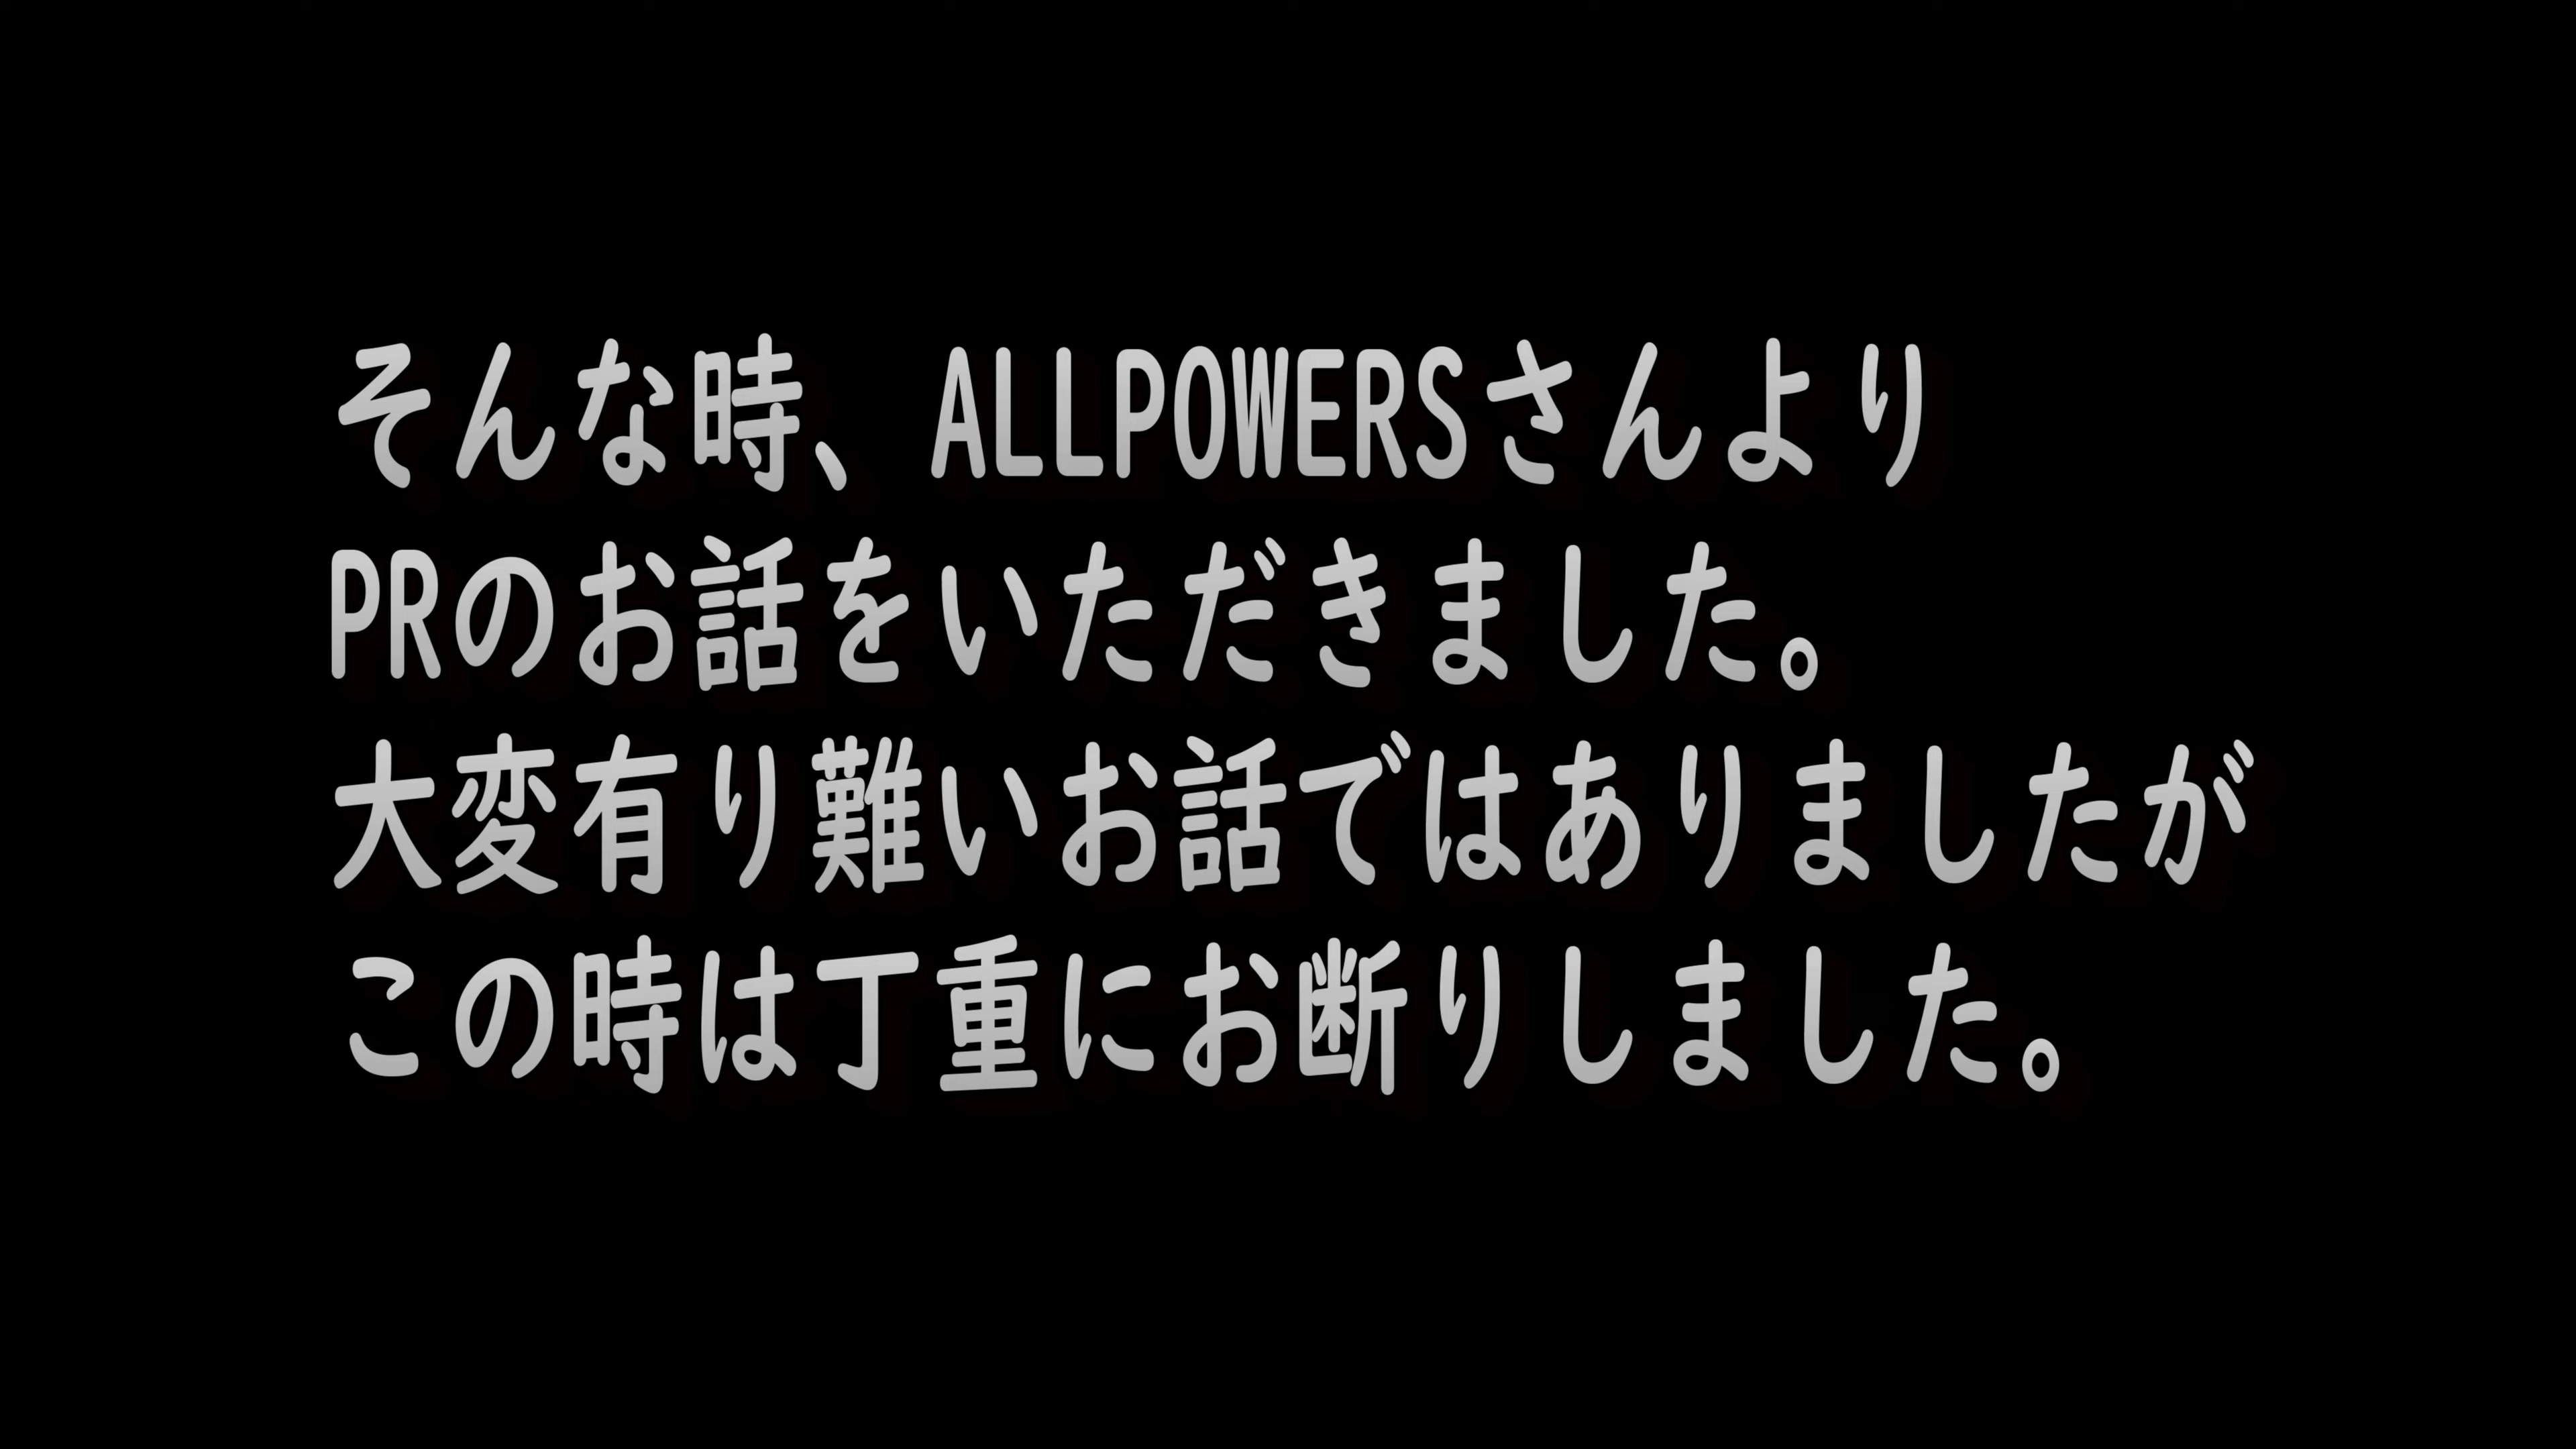 そんな時、ALLPOWERSさんより
PRのお話をいただきました。
大変有り難いお話ではありましたが
この時は丁重にお断りしました。